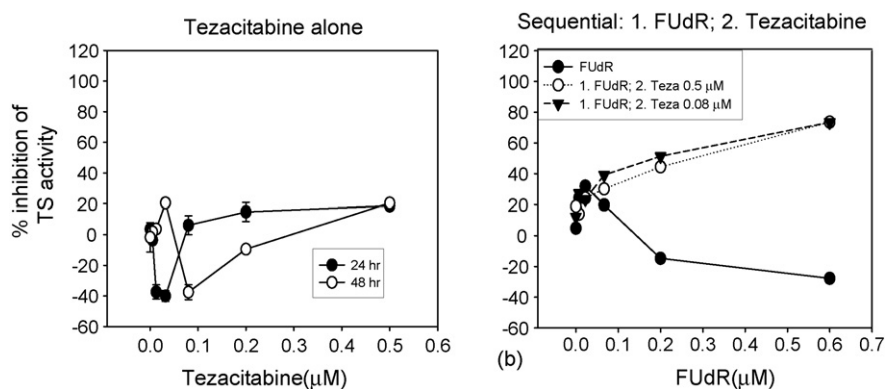 Tezacitabine alone
% inhibition of
TS activity
120
100
80
60
40
20
0
-20
-40
-60
24 hr
48 hr
0.0 0.1 0.2 0.3 0.4 0.5 0.6
Tezacitabine(μM)
Sequential: 1. FUdR; 2. Tezacitabine
120
100
80
60
40
20
0
-20
-40
-60
FUdR
1. FUdR; 2. Teza 0.5 μM
1. FUdR; 2. Teza 0.08 μM
0.0 0.1 0.2 0.3 0.4 0.5 0.6 0.7
(b)
FUdR(μM)